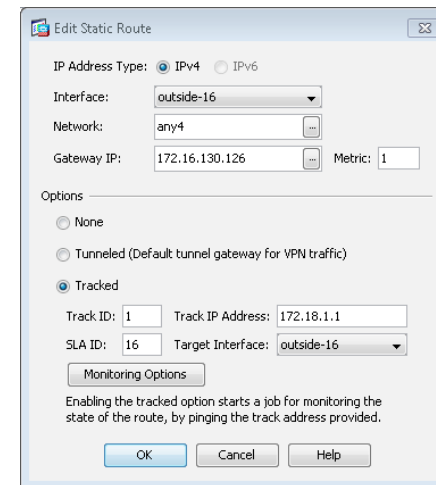 Edit Static Route
IP Address Type: IPv4 IPv6
Interface: outside-16
Network: any4 ...
Gateway IP: 172.16.130.126 ... Metric: 1
Options
None
Tunneled (Default tunnel gateway for VPN traffic)
Tracked
Track ID: 1 Track IP Address: 172.18.1.1
SLA ID: 16 Target Interface: outside-16
Monitoring Options
Enabling the tracked option starts a job for monitoring the
state of the route, by pinging the track address provided.
OK Cancel Help